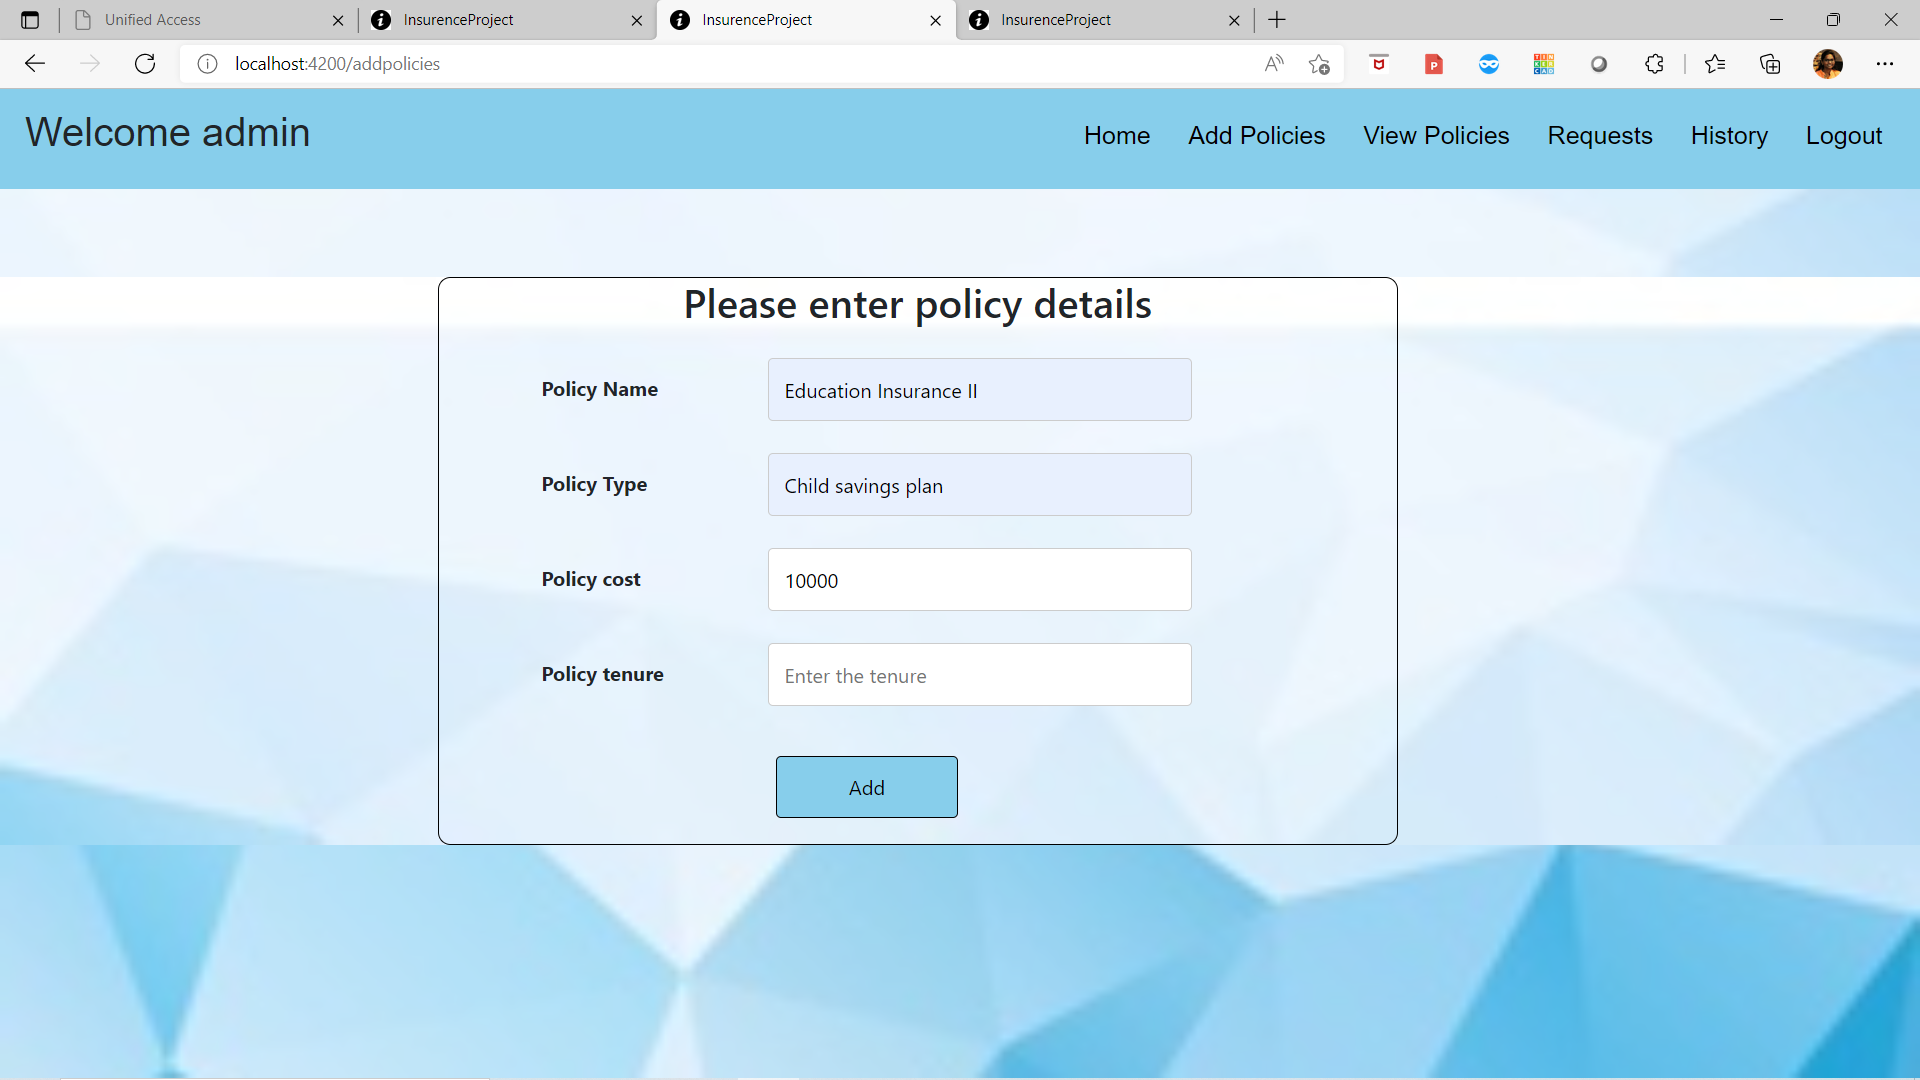 Unified Access
InsurenceProject
InsurenceProject
InsurenceProject
localhost:4200/addpolicies
Welcome admin
Home
Add Policies
View Policies
Requests
History
Logout
Please enter policy details
Policy Name
Education Insurance II
Policy Type
Child savings plan
Policy cost
10000
Policy tenure
Enter the tenure
Add